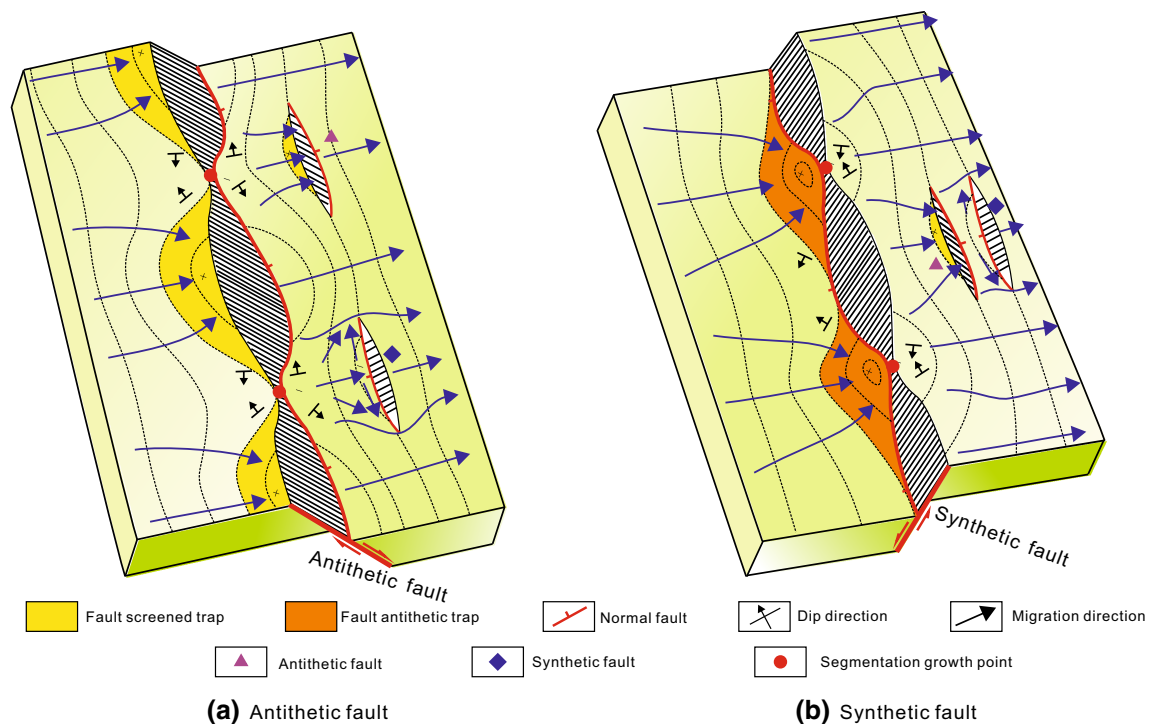 (a)
(b)
Antithetic fault
Synthetic fault
Fault screened trap
Fault antithetic trap
Normal fault
Dip direction
Migration direction
Antithetic fault
Synthetic fault
Segmentation growth point
(a) Antithetic fault
(b) Synthetic fault